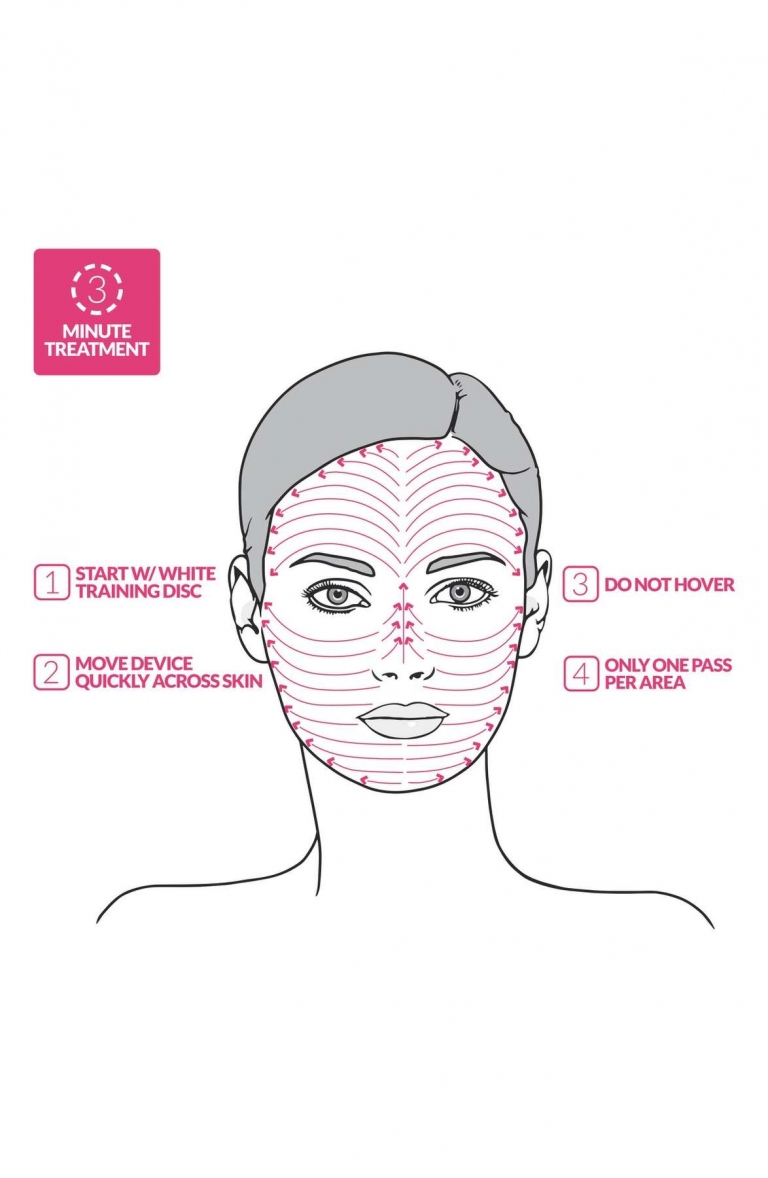 3
MINUTE
TREATMENT
1 START W/ WHITE
TRAINING DISC
2 MOVE DEVICE
QUICKLY ACROSS SKIN
3 DO NOT HOVER
4 ONLY ONE PASS
PER AREA